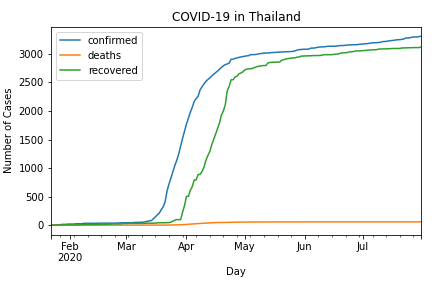 COVID-19 in Thailand
confirmed
deaths
recovered
Number of Cases
3000
2500
2000
1500
1000
500
0
Feb
2020
Mar
Apr
May
Jun
Jul
Day